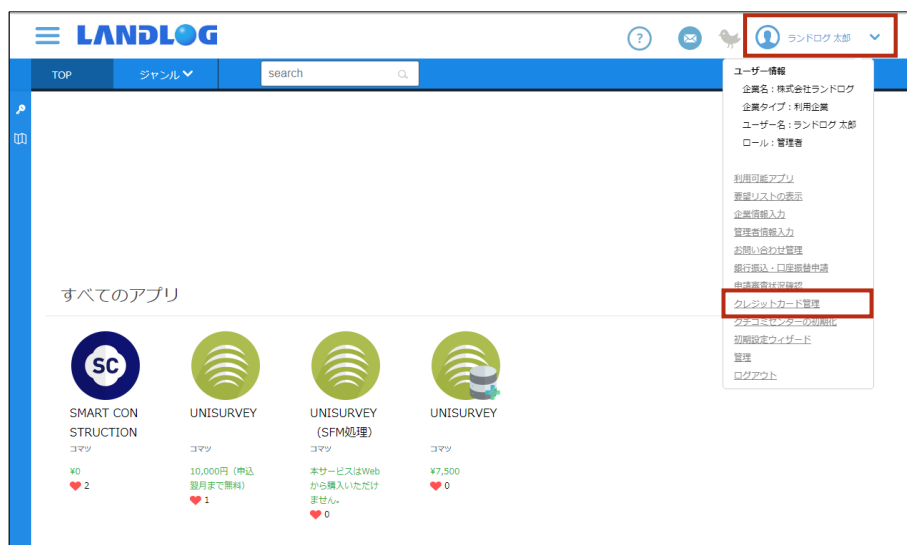 LANDLOG
?
ランドログ 太郎
TOP
ジャンル
search
ユーザー情報
企業名：株式会社ランドログ
企業タイプ：利用企業
ユーザー名：ランドログ 太郎
ロール：管理者
利用可能アプリ
要望リストの表示
企業情報入力
管理者情報入力
お問い合わせ管理
銀行振込・口座振替申請
申請審査状況確認
クレジットカード管理
クチコミセンターの初期化
初期設定ウィザード
管理
ログアウト
すべてのアプリ
SC
SMART CON
STRUCTION
コマツ
¥0
2
UNISURVEY
コマツ
10,000円（申込
翌月まで無料）
1
UNISURVEY
（SFM処理）
コマツ
本サービスはWeb
から購入いただけ
ません。
0
UNISURVEY
コマツ
¥7,500
0